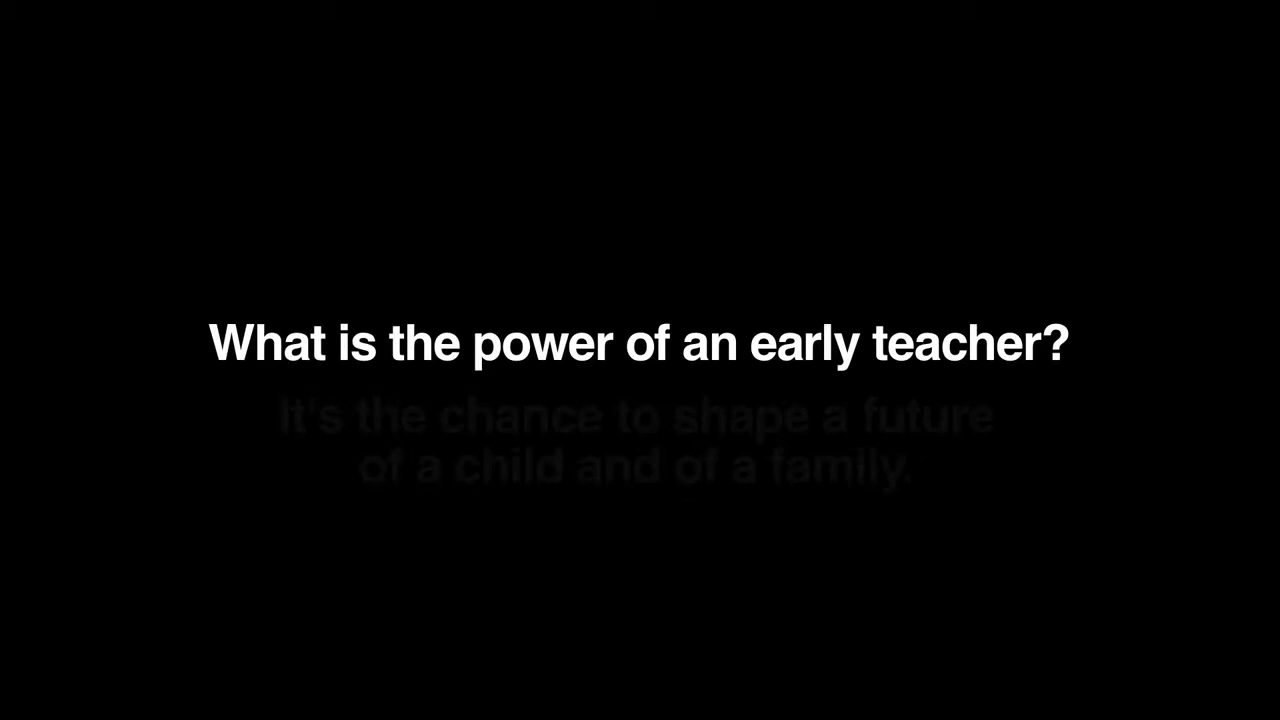 What is the power of an early teacher?
It's the chance to shape a future
of a child and of a family.